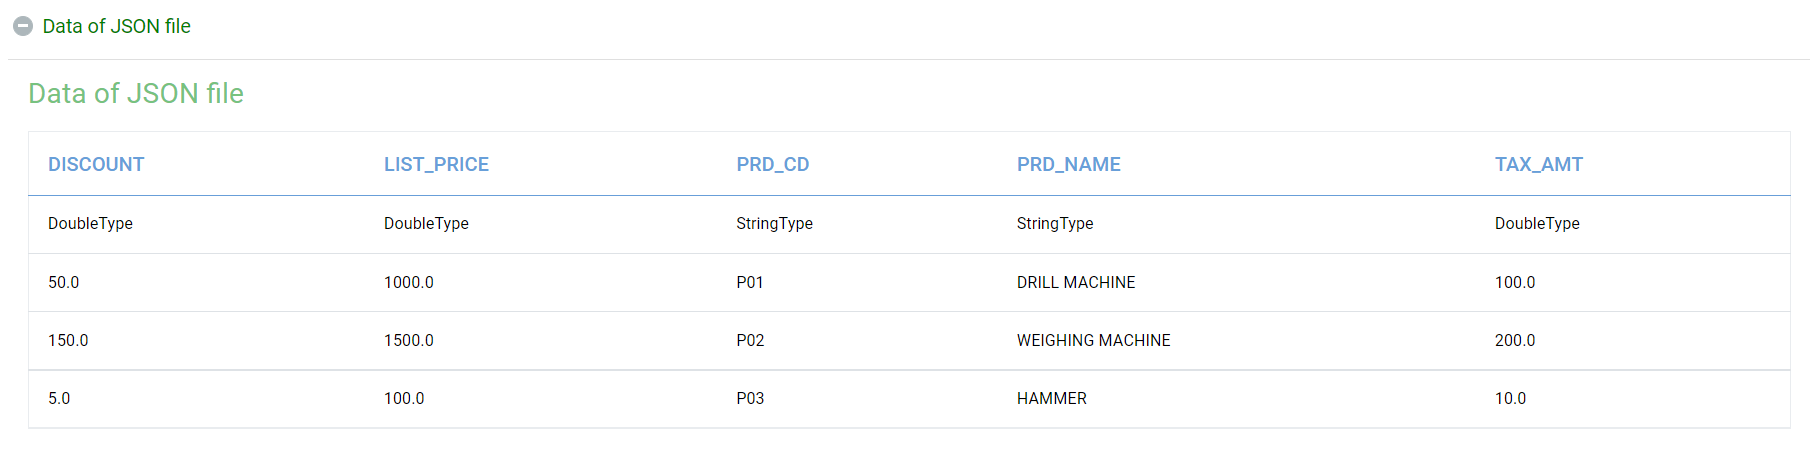 Data of JSON file
Data of JSON file
DISCOUNT LIST_PRICE PRD_CD PRD_NAME TAX_AMT
DoubleType DoubleType StringType StringType DoubleType
50.0 1000.0 P01 DRILL MACHINE 100.0
150.0 1500.0 P02 WEIGHING MACHINE 200.0
5.0 100.0 P03 HAMMER 10.0